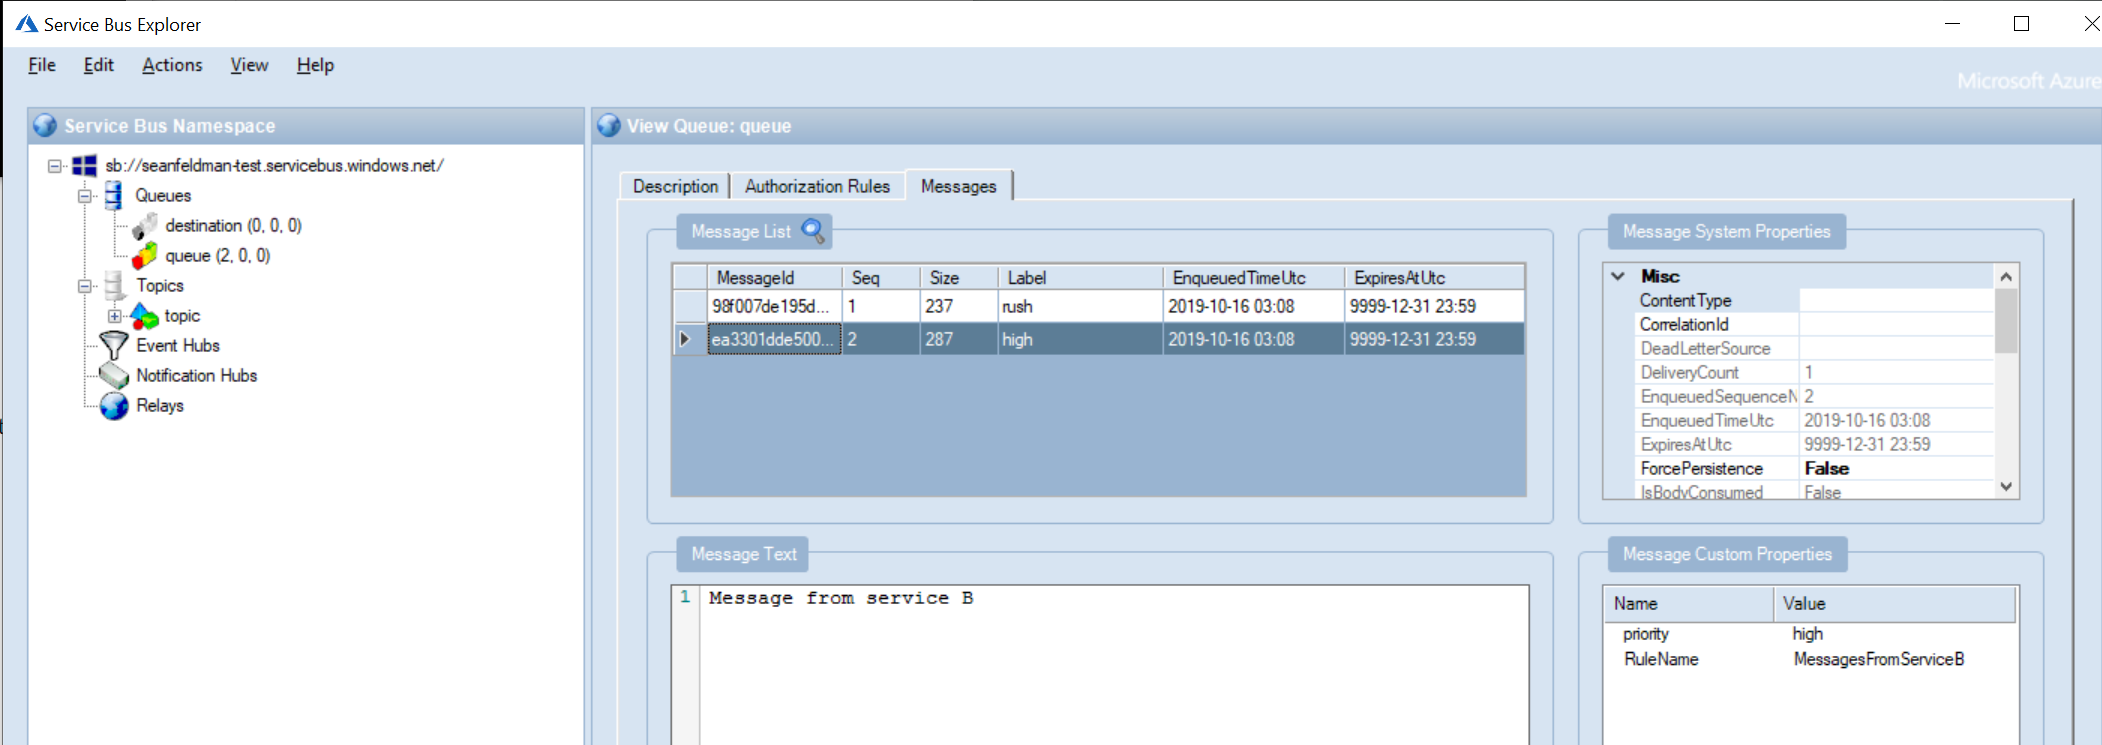 Service Bus Explorer
File Edit Actions View Help
Microsoft Azure
Service Bus Namespace
sb://seanfeldman-test.servicebus.windows.net/
Queues
destination (0, 0, 0)
queue (2, 0, 0)
Topics
topic
Event Hubs
Notification Hubs
Relays
View Queue: queue
Description Authorization Rules Messages
Message List
MessageId Seq Size Label EnqueuedTimeUtc ExpiresAtUtc
98f007de195d... 1 237 rush 2019-10-16 03:08 9999-12-31 23:59
ea3301dde500... 2 287 high 2019-10-16 03:08 9999-12-31 23:59
Message System Properties
Misc
ContentType
CorrelationId
DeadLetterSource
DeliveryCount 1
EnqueuedSequenceN 2
EnqueuedTimeUtc 2019-10-16 03:08
ExpiresAtUtc 9999-12-31 23:59
ForcePersistence False
IsBodyConsumed False
Message Text
1 Message from service B
Message Custom Properties
Name Value
priority high
RuleName MessagesFromServiceB